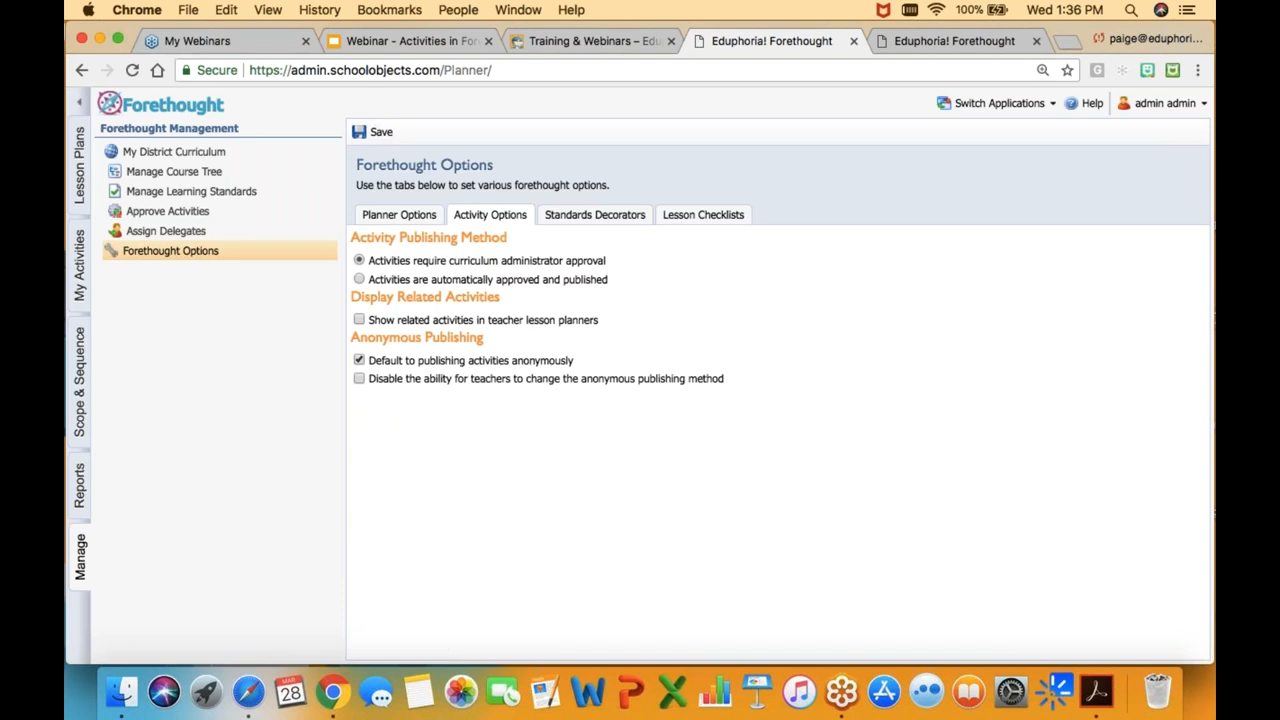 Chrome File Edit View History Bookmarks People Window Help 100% Wed 1:36 PM
My Webinars Webinar - Activities in For Training & Webinars – Edu Eduphoria! Forethought Eduphoria! Forethought paige@eduphori...
Secure https://admin.schoolobjects.com/Planner/
Forethought Switch Applications Help admin admin
Forethought Management
My District Curriculum
Manage Course Tree
Manage Learning Standards
Approve Activities
Assign Delegates
Forethought Options
Lesson Plans
My Activities
Scope & Sequence
Reports
Manage
Save
Forethought Options
Use the tabs below to set various forethought options.
Planner Options Activity Options Standards Decorators Lesson Checklists
Activity Publishing Method
Activities require curriculum administrator approval
Activities are automatically approved and published
Display Related Activities
Show related activities in teacher lesson planners
Anonymous Publishing
Default to publishing activities anonymously
Disable the ability for teachers to change the anonymous publishing method
MAR
28